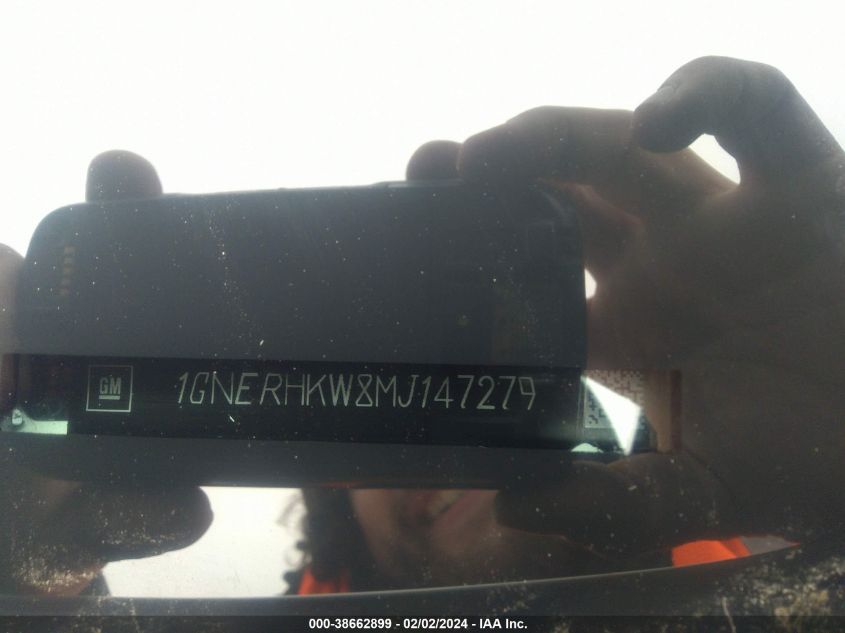 GM
1GNERHKW8MJ147279
000-38662899 - 02/02/2024 - IAA Inc.